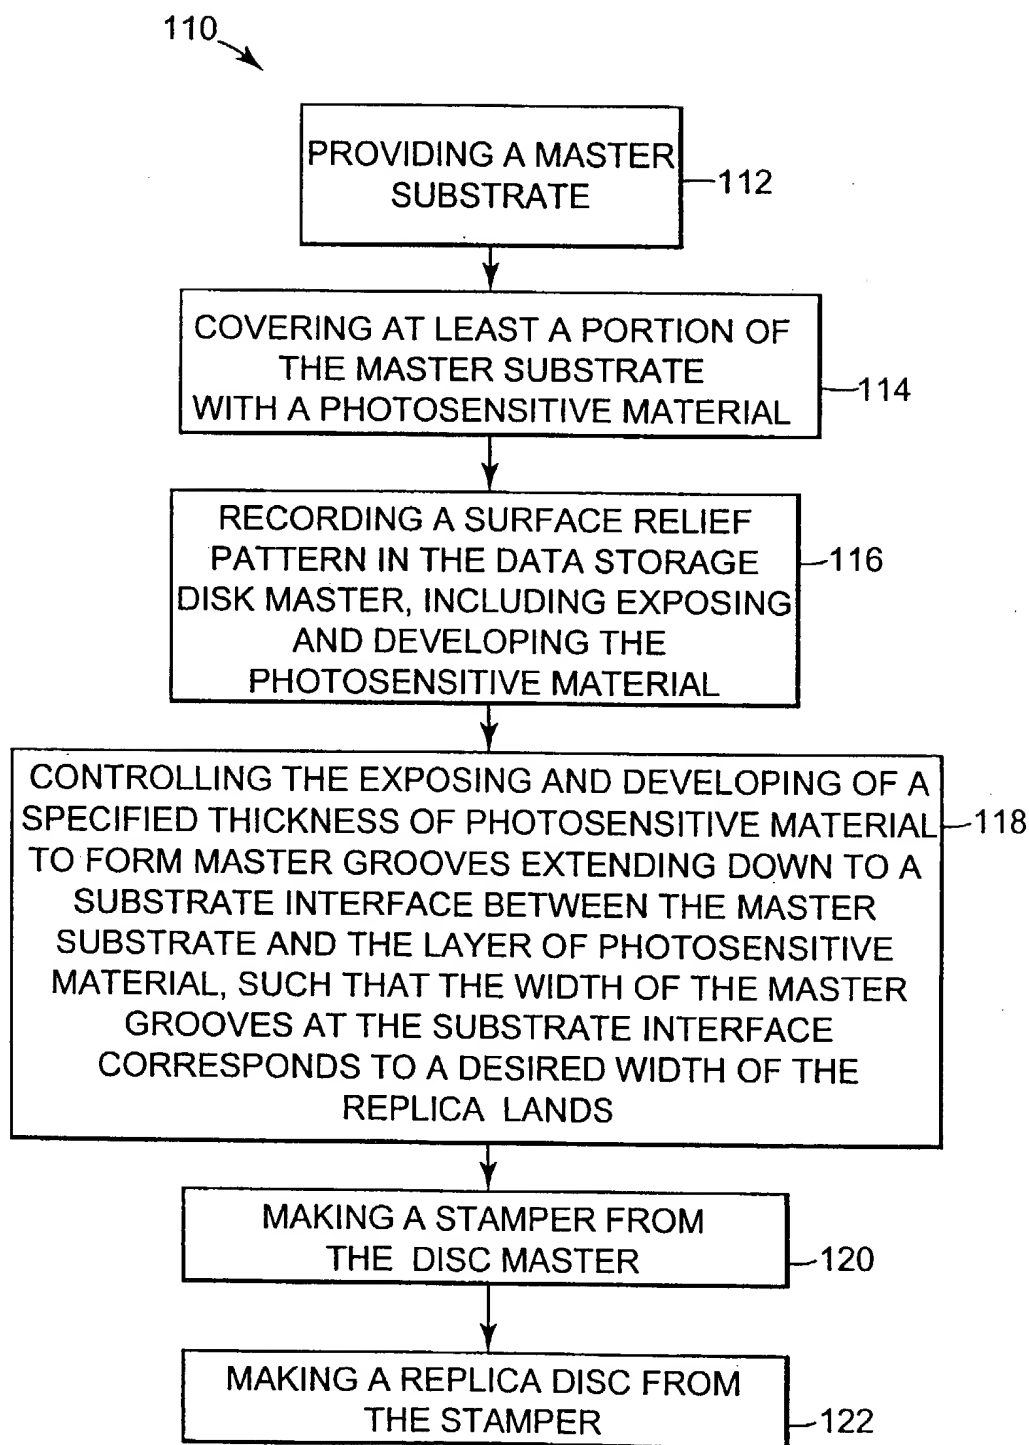 110
PROVIDING A MASTER
SUBSTRATE
112
COVERING AT LEAST A PORTION OF
THE MASTER SUBSTRATE
WITH A PHOTOSENSITIVE MATERIAL
114
RECORDING A SURFACE RELIEF
PATTERN IN THE DATA STORAGE
DISK MASTER, INCLUDING EXPOSING
AND DEVELOPING THE
PHOTOSENSITIVE MATERIAL
116
CONTROLLING THE EXPOSING AND DEVELOPING OF A
SPECIFIED THICKNESS OF PHOTOSENSITIVE MATERIAL
TO FORM MASTER GROOVES EXTENDING DOWN TO A
SUBSTRATE INTERFACE BETWEEN THE MASTER
SUBSTRATE AND THE LAYER OF PHOTOSENSITIVE
MATERIAL, SUCH THAT THE WIDTH OF THE MASTER
GROOVES AT THE SUBSTRATE INTERFACE
CORRESPONDS TO A DESIRED WIDTH OF THE
REPLICA LANDS
118
MAKING A STAMPER FROM
THE DISC MASTER
120
MAKING A REPLICA DISC FROM
THE STAMPER
122